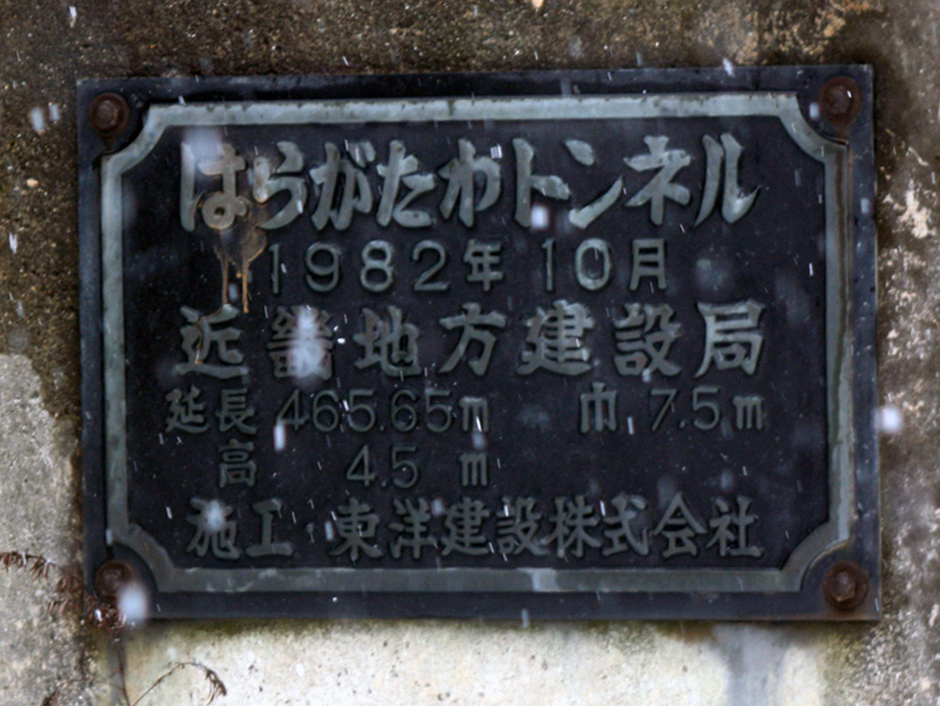 はらがたわトンネル
1982年 10月
近畿地方建設局
延長 465.65m 巾 7.5m
高 4.5 m
施工・東洋建設株式会社